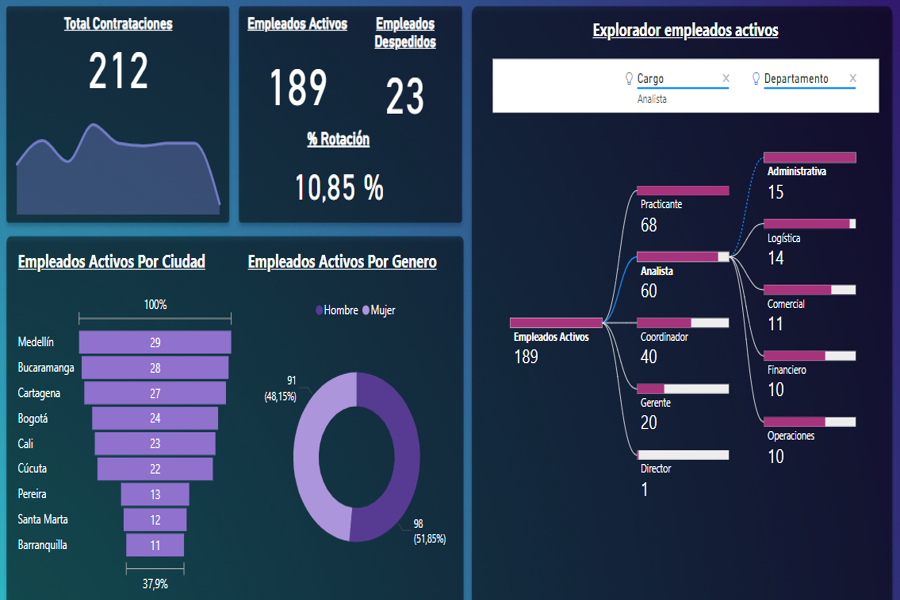 Total Contrataciones
212
Empleados Activos
189
Empleados
Despedidos
23
% Rotación
10,85 %
Empleados Activos Por Ciudad
100%
Medellín 29
Bucaramanga 28
Cartagena 27
Bogotá 24
Cali 23
Cúcuta 22
Pereira 13
Santa Marta 12
Barranquilla 11
37,9%
Empleados Activos Por Genero
Hombre Mujer
91
(48,15%)
98
(51,85%)
Explorador empleados activos
Cargo
Analista
Departamento
Empleados Activos
189
Practicante
68
Analista
60
Coordinador
40
Gerente
20
Director
1
Administrativa
15
Logística
14
Comercial
11
Financiero
10
Operaciones
10